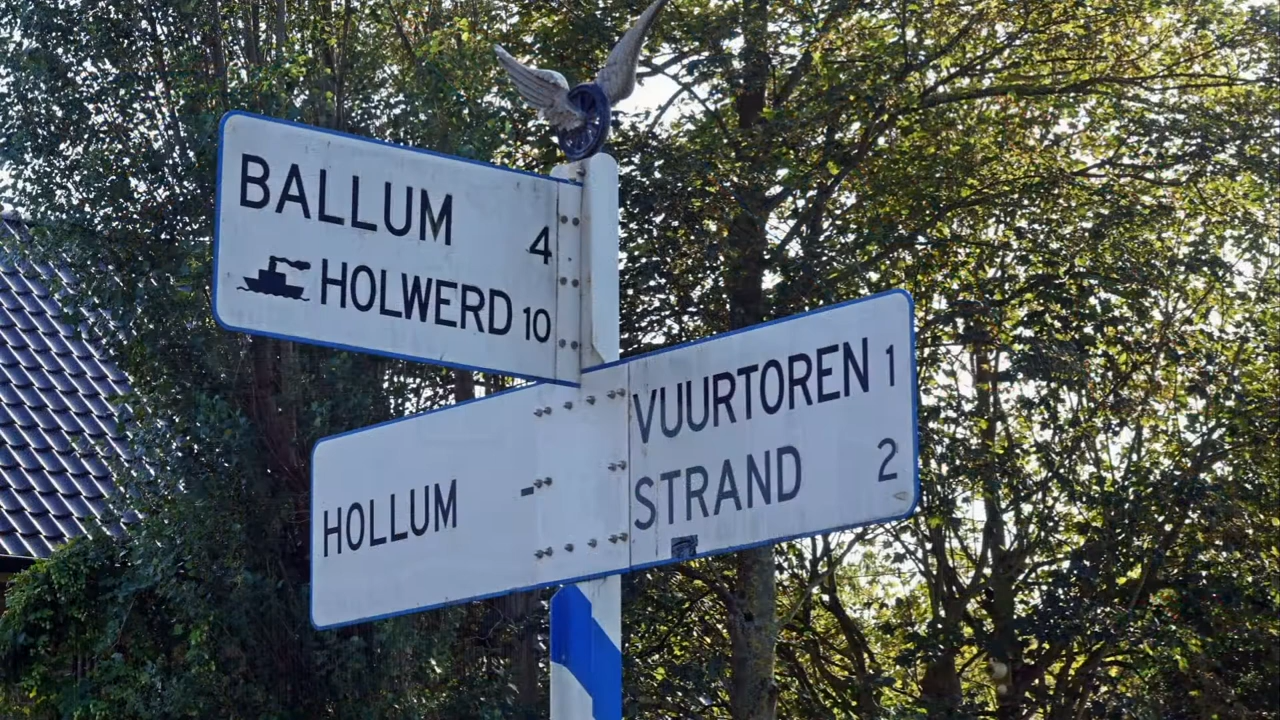 BALLUM 4
HOLWERD 10
VUURTOREN 1
STRAND 2
HOLLUM -